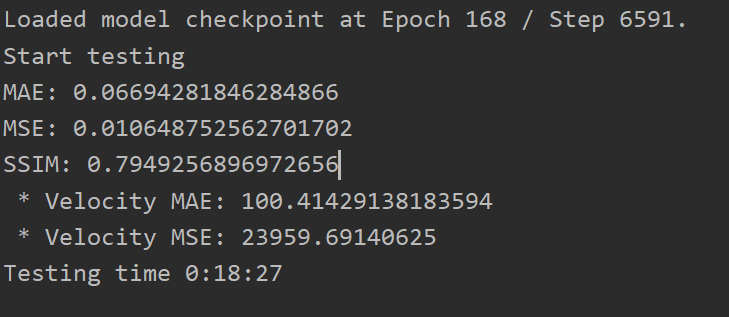 Loaded model checkpoint at Epoch 168 / Step 6591.
Start testing
MAE: 0.06694281846284866
MSE: 0.010648752562701702
SSIM: 0.7949256896972656
 * Velocity MAE: 100.41429138183594
 * Velocity MSE: 23959.69140625
Testing time 0:18:27